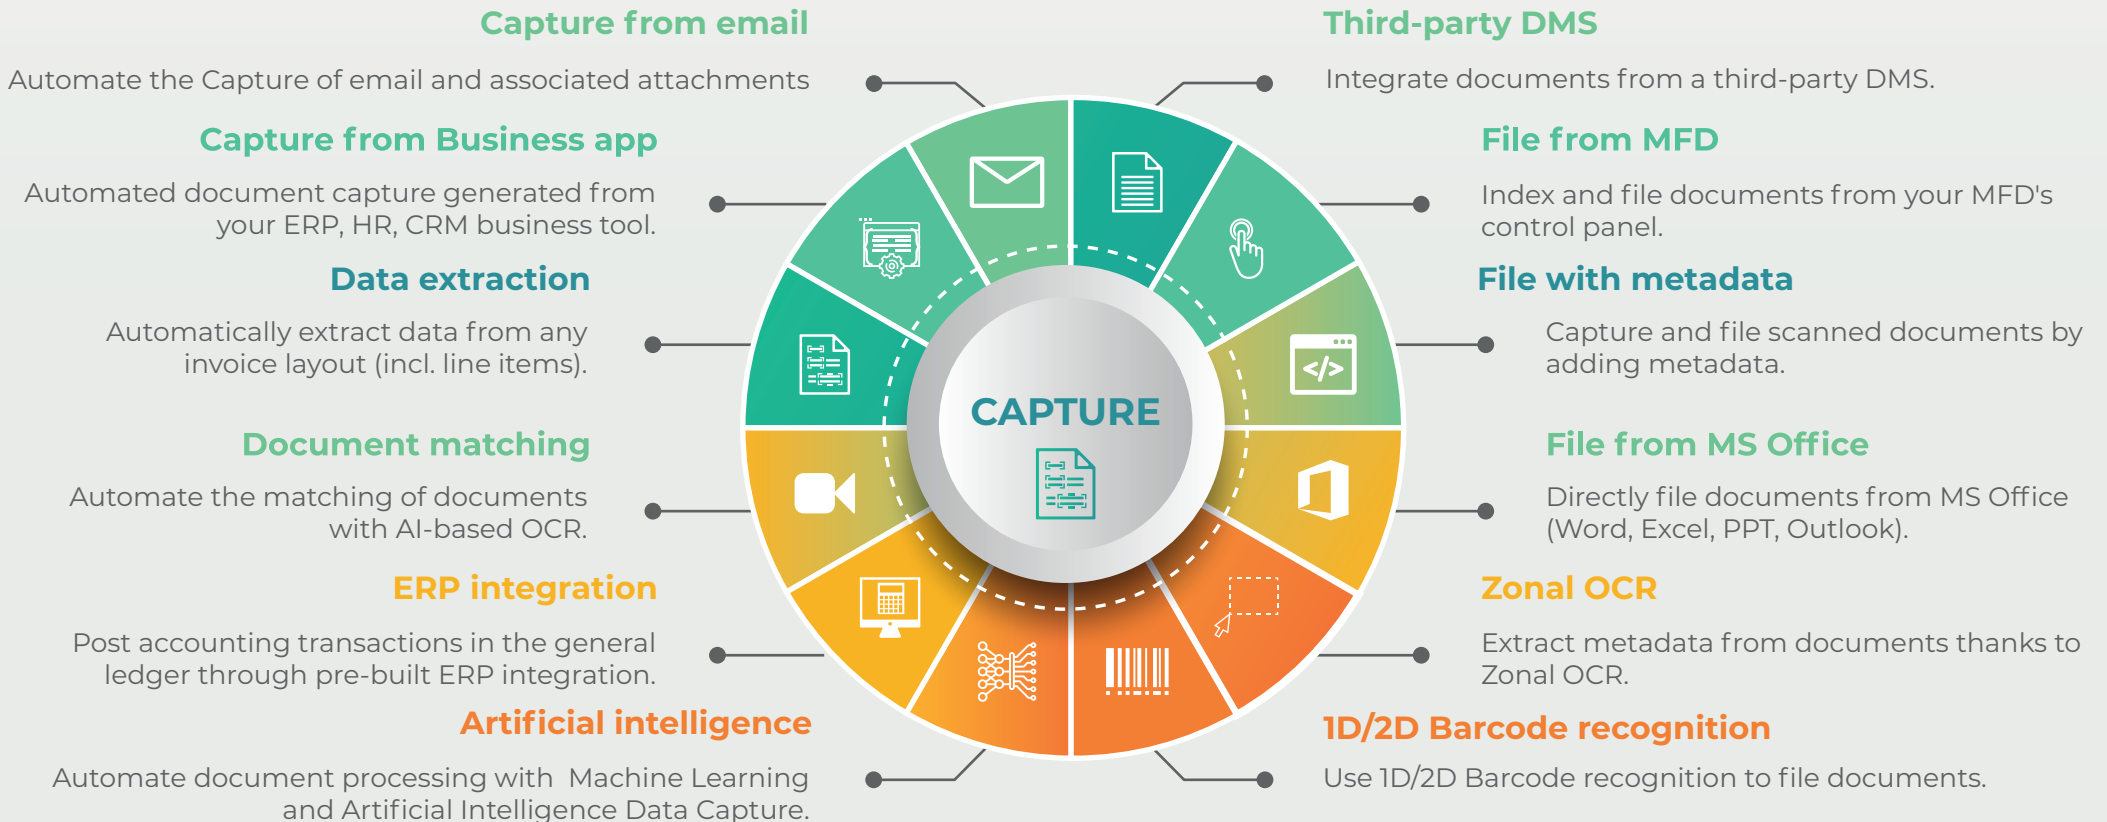 Capture from email
Automate the Capture of email and associated attachments
Capture from Business app
Automated document capture generated from
your ERP, HR, CRM business tool.
Data extraction
Automatically extract data from any
invoice layout (incl. line items).
Document matching
Automate the matching of documents
with AI-based OCR.
ERP integration
Post accounting transactions in the general
ledger through pre-built ERP integration.
Artificial intelligence
Automate document processing with Machine Learning
and Artificial Intelligence Data Capture.
CAPTURE
</>
Third-party DMS
Integrate documents from a third-party DMS.
File from MFD
Index and file documents from your MFD's
control panel.
File with metadata
Capture and file scanned documents by
adding metadata.
File from MS Office
Directly file documents from MS Office
(Word, Excel, PPT, Outlook).
Zonal OCR
Extract metadata from documents thanks to
Zonal OCR.
1D/2D Barcode recognition
Use 1D/2D Barcode recognition to file documents.